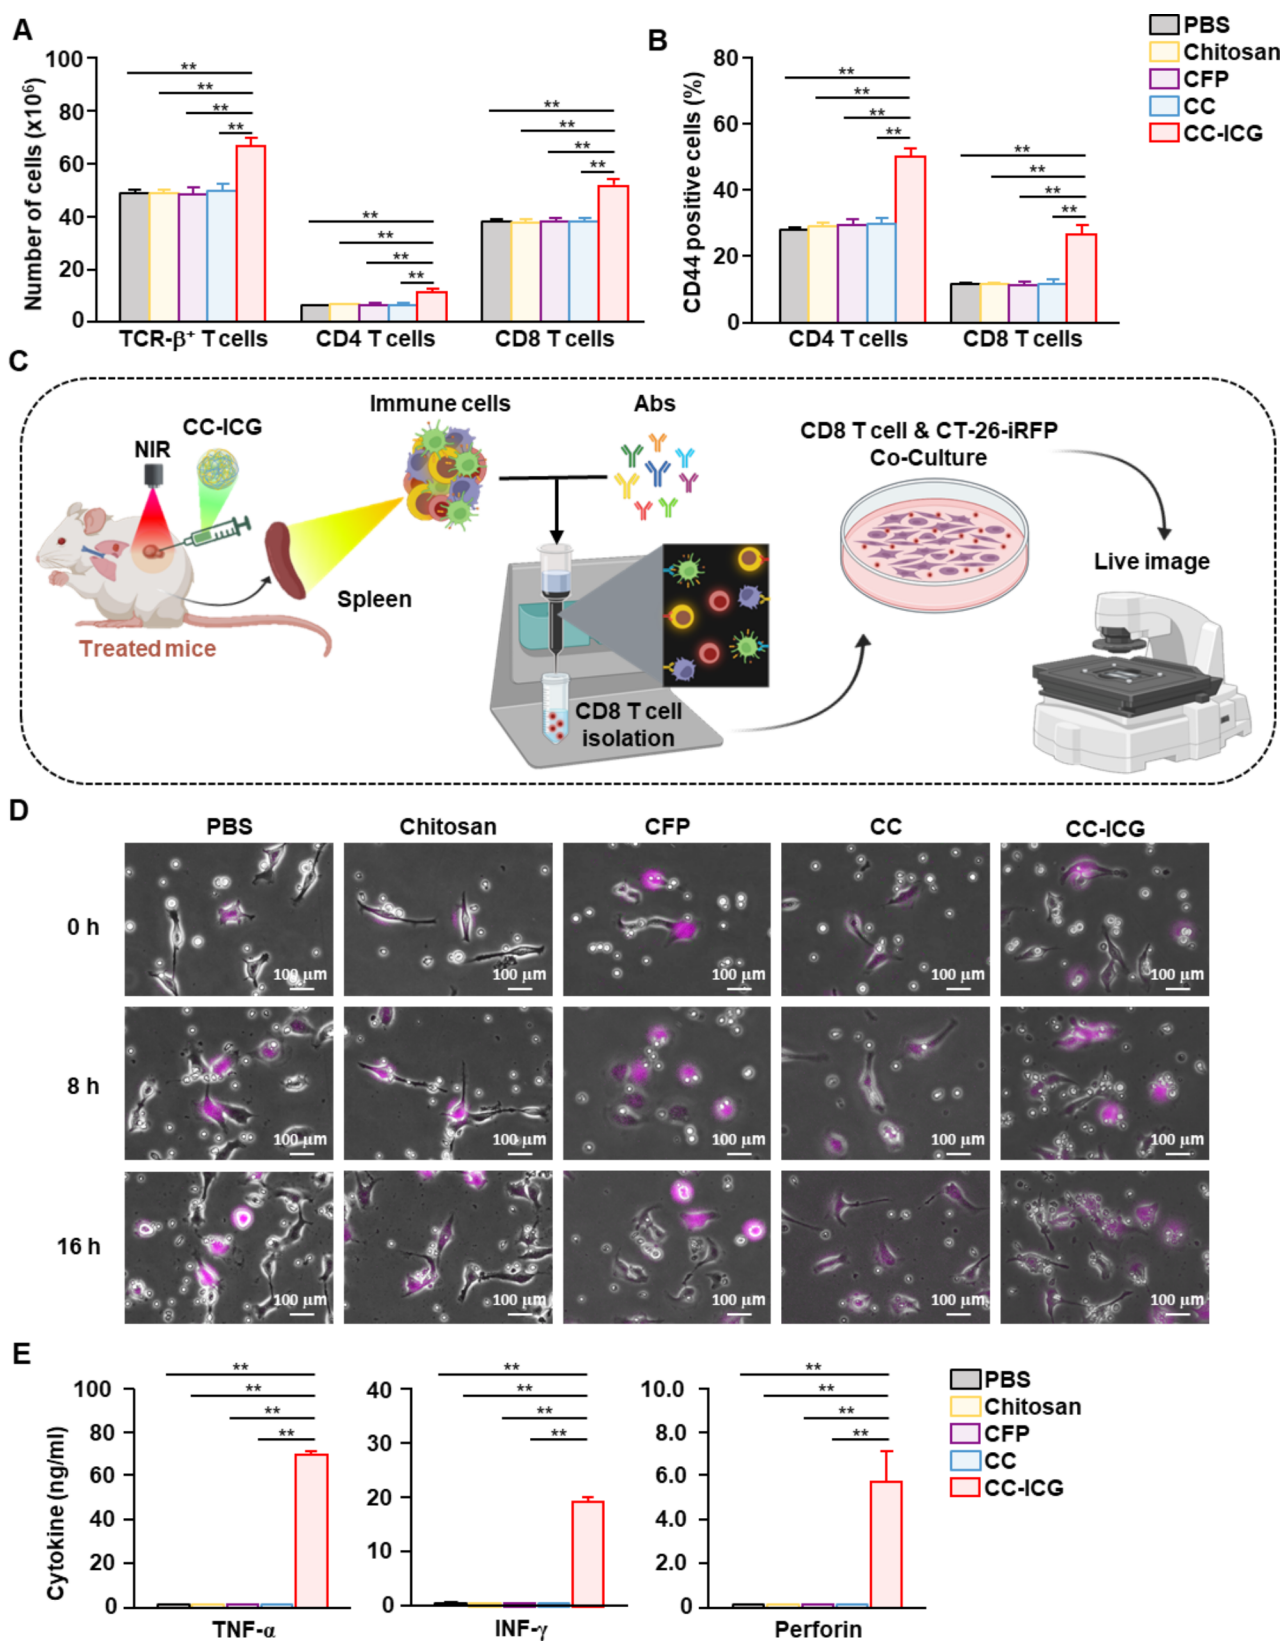 A
B
PBS
Chitosan
CFP
CC
CC-ICG
Number of cells (x10⁶)
100
80
60
40
20
0
**
**
**
**
**
**
**
**
**
**
**
**
TCR-β⁺ T cells
CD4 T cells
CD8 T cells
CD44 positive cells (%)
80
60
40
20
0
**
**
**
**
**
**
**
**
CD4 T cells
CD8 T cells
C
CC-ICG
NIR
Immune cells
Abs
CD8 T cell & CT-26-iRFP
Co-Culture
Live image
Spleen
Treated mice
CD8 T cell
isolation
D
PBS
Chitosan
CFP
CC
CC-ICG
0 h
100 µm
100 µm
100 µm
100 µm
100 µm
8 h
100 µm
100 µm
100 µm
100 µm
100 µm
16 h
100 µm
100 µm
100 µm
100 µm
100 µm
E
Cytokine (ng/ml)
100
80
60
40
20
0
**
**
**
**
TNF-α
40
30
20
10
0
**
**
**
**
INF-γ
10.0
8.0
6.0
4.0
2.0
0
**
**
**
**
Perforin
PBS
Chitosan
CFP
CC
CC-ICG